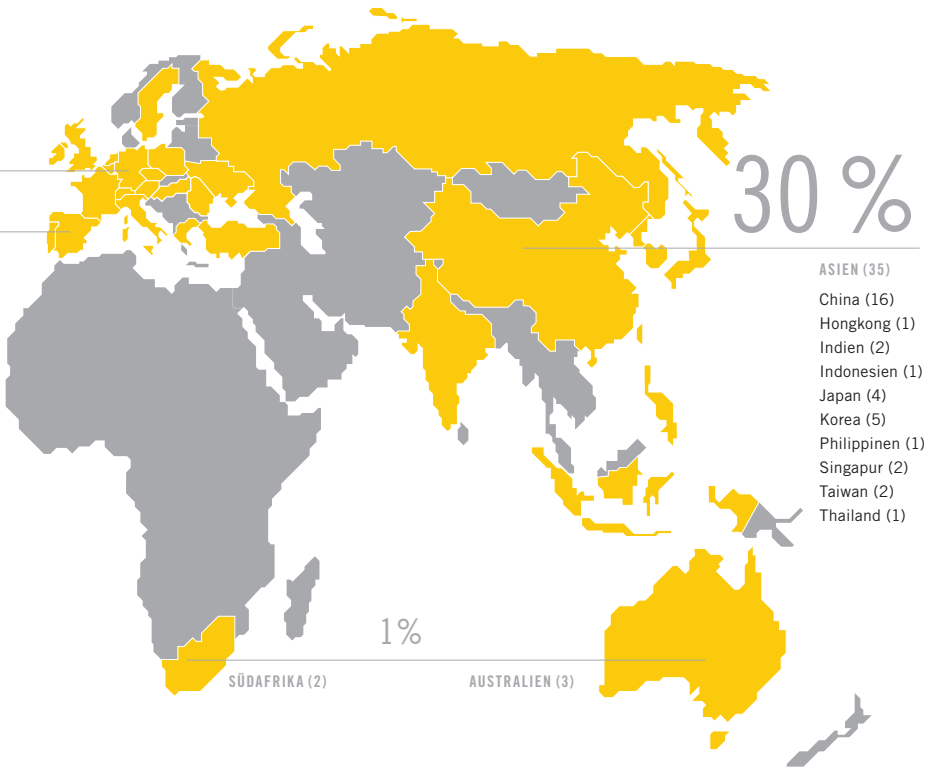 30 %
ASIEN (35)
China (16)
Hongkong (1)
Indien (2)
Indonesien (1)
Japan (4)
Korea (5)
Philippinen (1)
Singapur (2)
Taiwan (2)
Thailand (1)
1%
SÜDAFRIKA (2)
AUSTRALIEN (3)